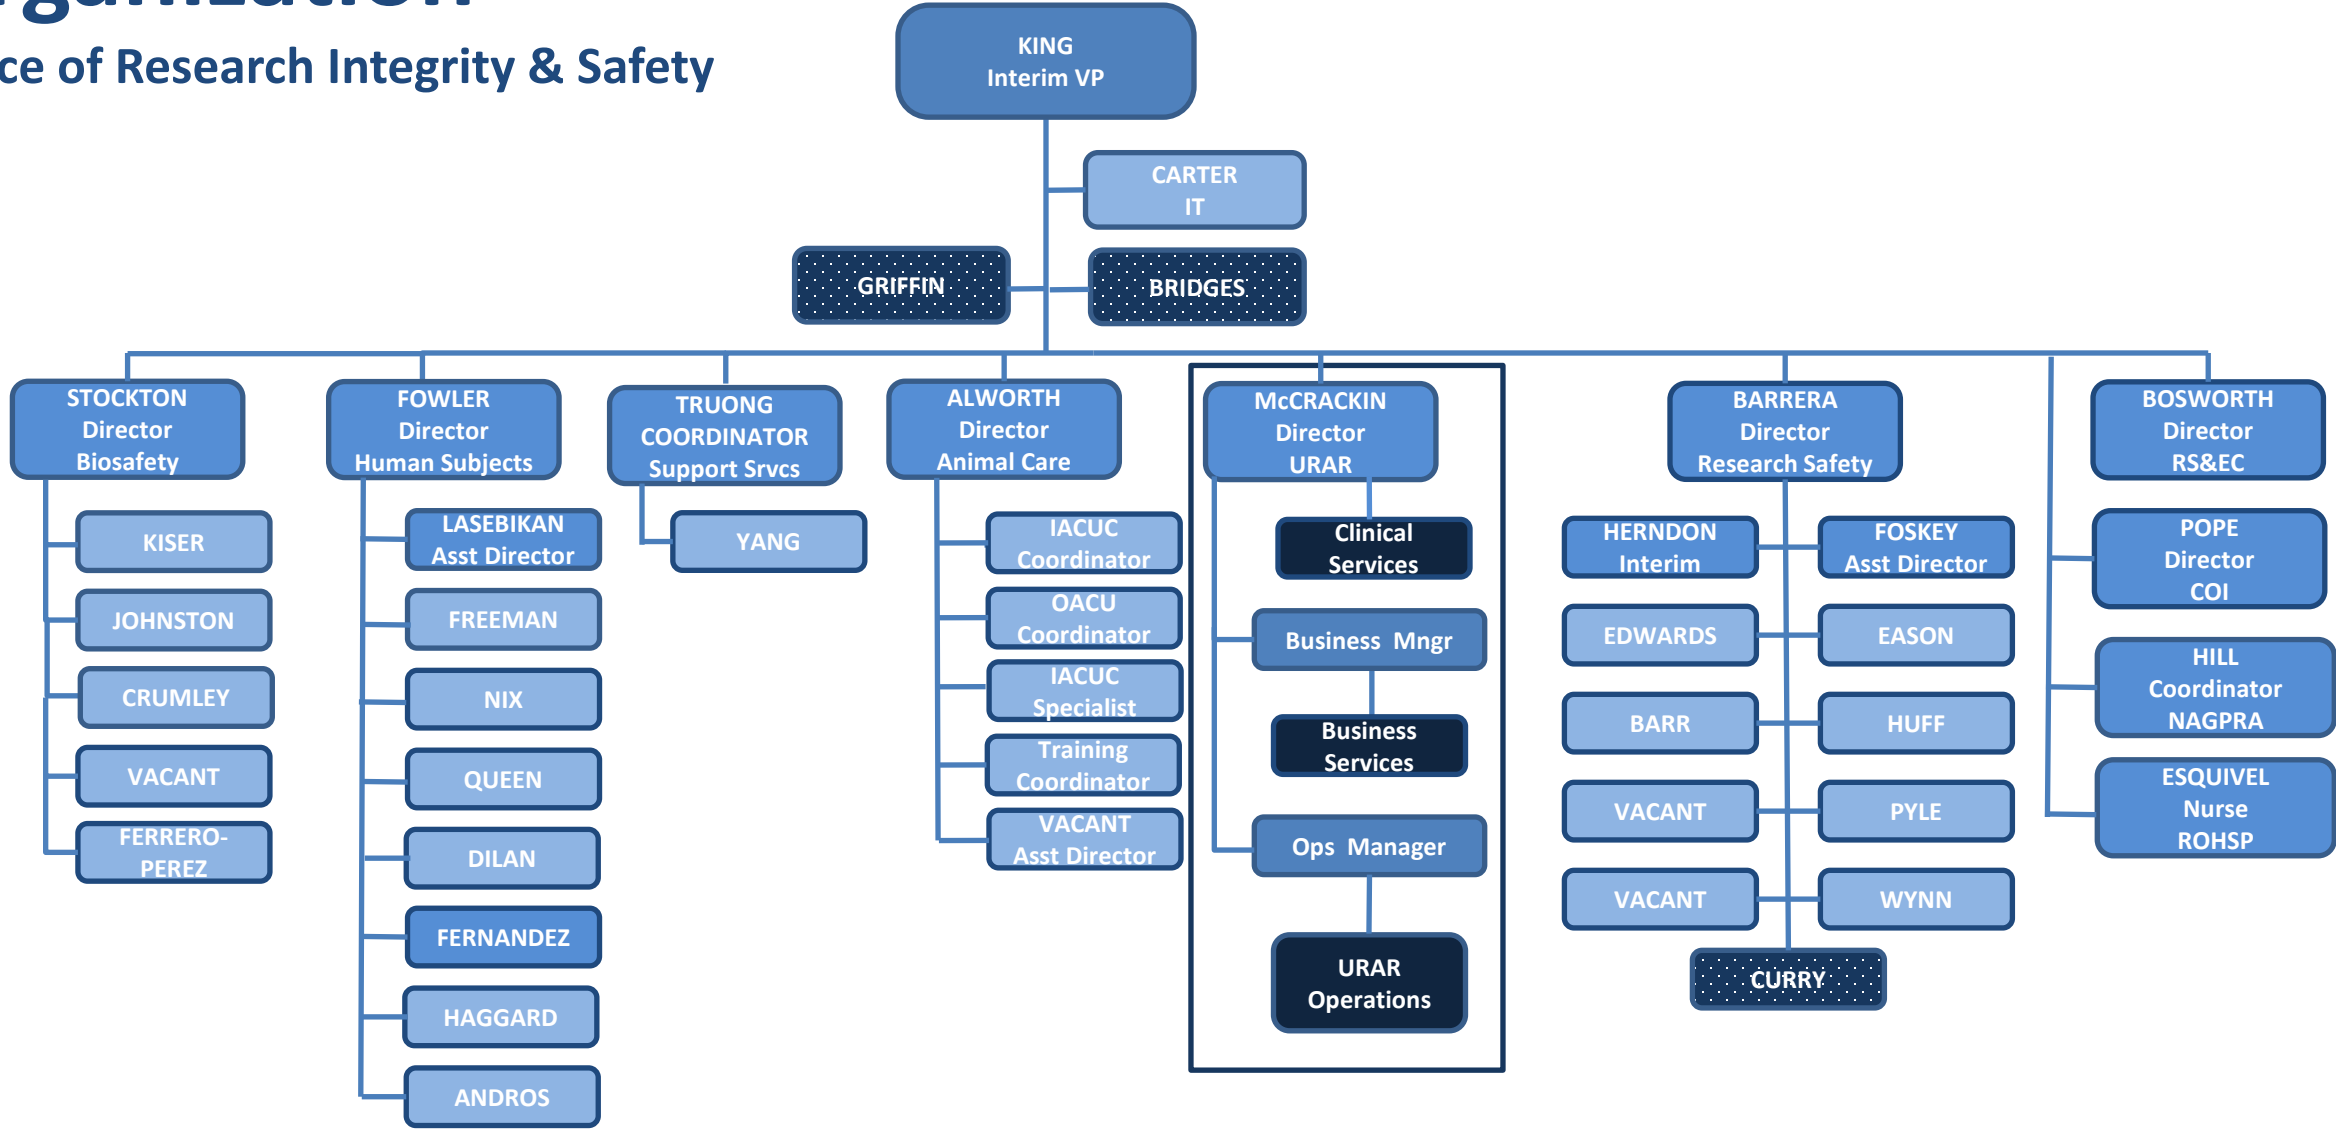 ce of Research Integrity & Safety
KING
Interim VP
CARTER
IT
GRIFFIN
BRIDGES
STOCKTON
Director
Biosafety
KISER
JOHNSTON
CRUMLEY
VACANT
FERRERO-
PEREZ
FOWLER
Director
Human Subjects
LASEBIKAN
Asst Director
FREEMAN
NIX
QUEEN
DILAN
FERNANDEZ
HAGGARD
ANDROS
TRUONG
COORDINATOR
Support Srvcs
YANG
ALWORTH
Director
Animal Care
IACUC
Coordinator
OACU
Coordinator
IACUC
Specialist
Training
Coordinator
VACANT
Asst Director
McCRACKIN
Director
URAR
Clinical
Services
Business Mngr
Business
Services
Ops Manager
URAR
Operations
BARRERA
Director
Research Safety
HERNDON
Interim
FOSKEY
Asst Director
EDWARDS
EASON
BARR
HUFF
VACANT
PYLE
VACANT
WYNN
CURRY
BOSWORTH
Director
RS&EC
POPE
Director
COI
HILL
Coordinator
NAGPRA
ESQUIVEL
Nurse
ROHSP